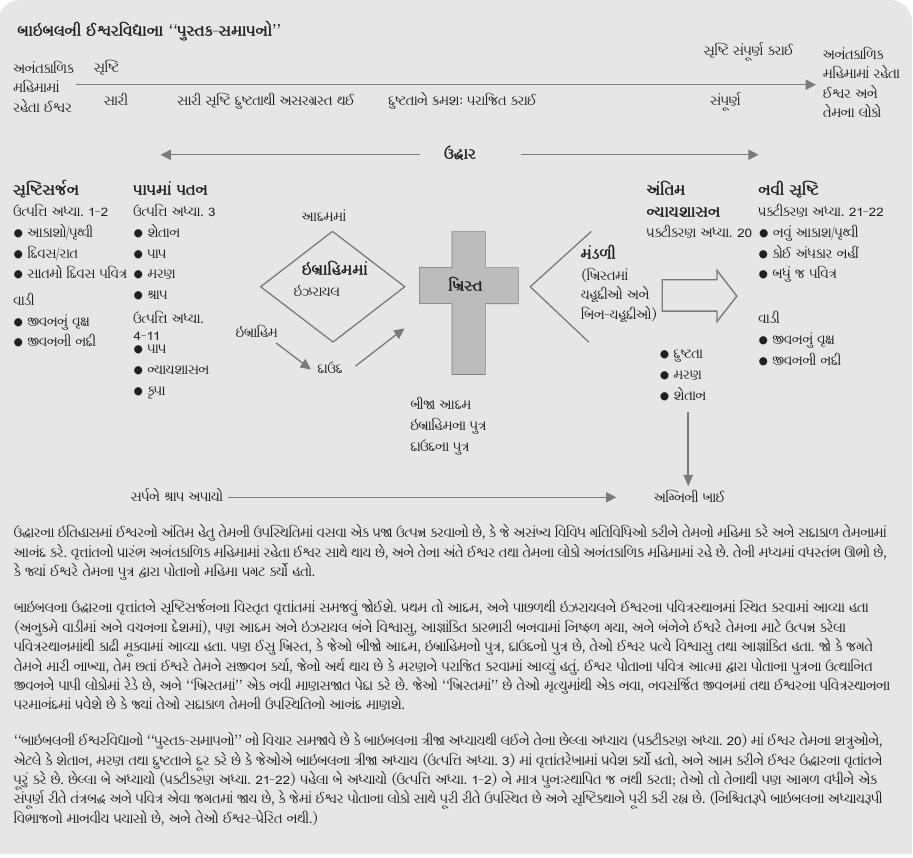 બાઇબલની ઈશ્વરવિદ્યાના “પુસ્તક-સમાપનો”
અનંતકાળિક
મહિમામાં
રહેતા ઈશ્વર
સૃષ્ટિ
સૃષ્ટિ સંપૂર્ણ કરાઈ
સારી
સારી સૃષ્ટિ દુષ્ટતાથી અસરગ્રસ્ત થઈ
દુષ્ટતાને ક્રમશઃ પરાજિત કરાઈ
સંપૂર્ણ
અનંતકાળિક
મહિમામાં રહેતા
ઈશ્વર અને
તેમના લોકો
ઉદ્ધાર
સૃષ્ટિસર્જન
ઉત્પત્તિ અધ્યા. 1-2
● આકાશો/પૃથ્વી
● દિવસ/રાત
● સાતમો દિવસ પવિત્ર
વાડી
● જીવનનું વૃક્ષ
● જીવનની નદી
પાપમાં પતન
ઉત્પત્તિ અધ્યા. 3
● શેતાન
● પાપ
● મરણ
● શ્રાપ
ઉત્પત્તિ અધ્યા.
4-11
● પાપ
● ન્યાયશાસન
● કૃપા
આદમમાં
ઇબ્રાહિમમાં
ઇઝરાયલ
ઇબ્રાહિમ
દાઉદ
ખ્રિસ્ત
બીજા આદમ
ઇબ્રાહિમના પુત્ર
દાઉદના પુત્ર
મંડળી
(ખ્રિસ્તમાં
યહૂદીઓ અને
બિન-યહૂદીઓ)
અંતિમ
ન્યાયશાસન
પ્રકટીકરણ અધ્યા. 20
● દુષ્ટતા
● મરણ
● શેતાન
નવી સૃષ્ટિ
પ્રકટીકરણ અધ્યા. 21-22
● નવું આકાશ/પૃથ્વી
● કોઈ અંધકાર નહીં
● બધું જ પવિત્ર
વાડી
● જીવનનું વૃક્ષ
● જીવનની નદી
સર્પને શ્રાપ અપાયો
અગ્નિની ખાઈ
ઉદ્ધારના ઇતિહાસમાં ઈશ્વરનો અંતિમ હેતુ તેમની ઉપસ્થિતિમાં વસવા એક પ્રજા ઉત્પન્ન કરવાનો છે, કે જે અસંખ્ય વિવિધ ગતિવિધિઓ કરીને તેમનો મહિમા કરે અને સદાકાળ તેમનામાં
આનંદ કરે. વૃત્તાંતનો પ્રારંભ અનંતકાળિક મહિમામાં રહેતા ઈશ્વર સાથે થાય છે, અને તેના અંતે ઈશ્વર તથા તેમના લોકો અનંતકાળિક મહિમામાં રહે છે. તેની મધ્યમાં વધસ્તંભ ઊભો છે,
કે જ્યાં ઈશ્વરે તેમના પુત્ર દ્વારા પોતાનો મહિમા પ્રગટ કર્યો હતો.
બાઇબલના ઉદ્ધારના વૃત્તાંતને સૃષ્ટિસર્જનના વિસ્તૃત વૃત્તાંતમાં સમજવું જોઈશે. પ્રથમ તો આદમ, અને પાછળથી ઇઝરાયલને ઈશ્વરના પવિત્રસ્થાનમાં સ્થિત કરવામાં આવ્યા હતા
(અનુક્રમે વાડીમાં અને વચનના દેશમાં), પણ આદમ અને ઇઝરાયલ બંને વિશ્વાસુ, આજ્ઞાંકિત કારભારી બનવામાં નિષ્ફળ ગયા, અને બંનેને ઈશ્વરે તેમના માટે ઉત્પન્ન કરેલા
પવિત્રસ્થાનમાંથી કાઢી મૂકવામાં આવ્યા હતા. પણ ઈસુ ખ્રિસ્ત, કે જેઓ બીજો આદમ, ઇબ્રાહિમનો પુત્ર, દાઉદનો પુત્ર છે, તેઓ ઈશ્વર પ્રત્યે વિશ્વાસુ તથા આજ્ઞાંકિત હતા. જો કે જગતે
તેમને મારી નાખ્યા, તેમ છતાં ઈશ્વરે તેમને સજીવન કર્યા, જેનો અર્થ થાય છે કે મરણને પરાજિત કરવામાં આવ્યું હતું. ઈશ્વર પોતાના પવિત્ર આત્મા દ્વારા પોતાના પુત્રના ઉત્થાનિત
જીવનને પાપી લોકોમાં રેડે છે, અને “ખ્રિસ્તમાં” એક નવી માણસજાત પેદા કરે છે. જેઓ “ખ્રિસ્તમાં” છે તેઓ મૃત્યુમાંથી એક નવા, નવસર્જિત જીવનમાં તથા ઈશ્વરના પવિત્રસ્થાનના
પરમાનંદમાં પ્રવેશે છે કે જ્યાં તેઓ સદાકાળ તેમની ઉપસ્થિતિનો આનંદ માણશે.
“બાઇબલની ઈશ્વરવિદ્યાનો “પુસ્તક-સમાપનો” નો વિચાર સમજાવે છે કે બાઇબલના ત્રીજા અધ્યાયથી લઈને તેના છેલ્લા અધ્યાય (પ્રકટીકરણ અધ્યા. 20) માં ઈશ્વર તેમના શત્રુઓને,
એટલે કે શેતાન, મરણ તથા દુષ્ટતાને દૂર કરે છે કે જેઓએ બાઇબલના ત્રીજા અધ્યાય (ઉત્પત્તિ અધ્યા. 3) માં વૃત્તાંતરેખામાં પ્રવેશ કર્યો હતો, અને આમ કરીને ઈશ્વર ઉદ્ધારના વૃત્તાંતને
પૂરું કરે છે. છેલ્લા બે અધ્યાયો (પ્રકટીકરણ અધ્યા. 21-22) પહેલા બે અધ્યાયો (ઉત્પત્તિ અધ્યા. 1-2) ને માત્ર પુનઃસ્થાપિત જ નથી કરતા; તેઓ તો તેનાથી પણ આગળ વધીને એક
સંપૂર્ણ રીતે તંત્રબદ્ધ અને પવિત્ર એવા જગતમાં જાય છે, કે જેમાં ઈશ્વર પોતાના લોકો સાથે પૂરી રીતે ઉપસ્થિત છે અને સૃષ્ટિકથાને પૂરી કરી રહ્ય છે. (નિશ્ચિતરૂપે બાઇબલના અધ્યાયરૂપી
વિભાજનો માનવીય પ્રયાસો છે, અને તેઓ ઈશ્વર-પ્રેરિત નથી.)